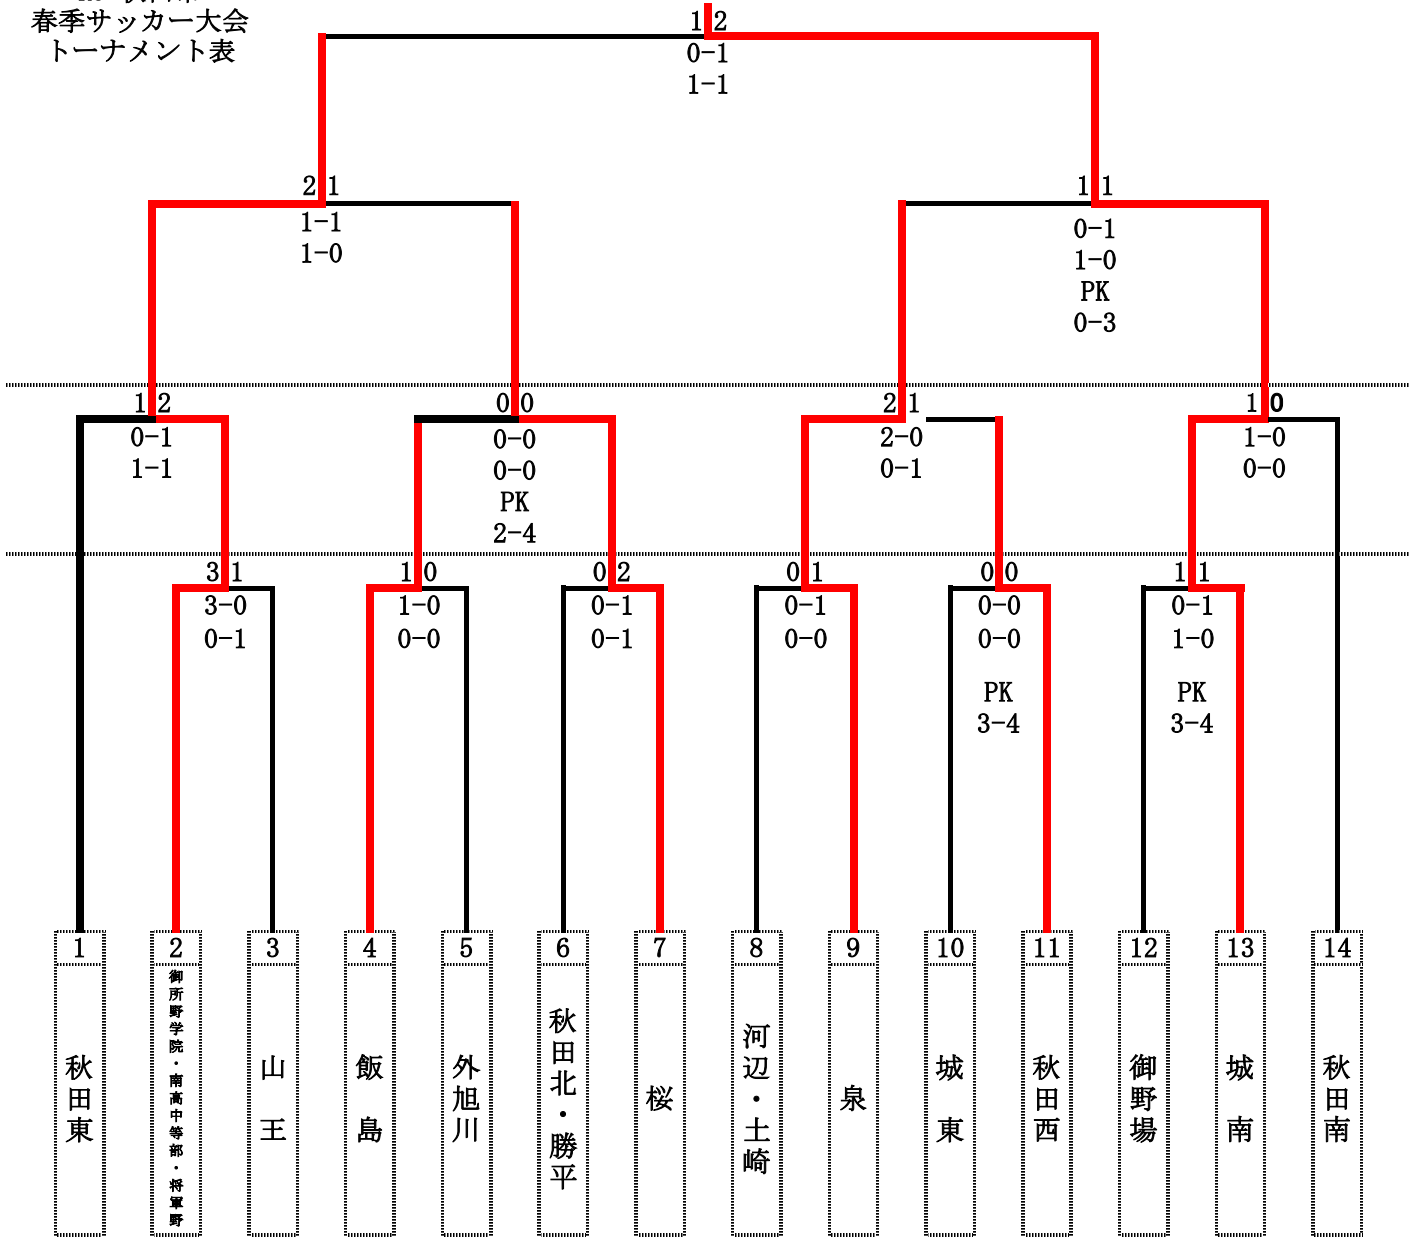 春季サッカー大会
トーナメント表
1 2
0-1
1-1
2 1
1-1
1-0
1 1
0-1
1-0
PK
0-3
1 2
0-1
1-1
0 0
0-0
0-0
PK
2-4
2 1
2-0
0-1
1 0
1-0
0-0
3 1
3-0
0-1
1 0
1-0
0-0
0 2
0-1
0-1
0 1
0-1
0-0
0 0
0-0
0-0
PK
3-4
1 1
0-1
1-0
PK
3-4
1
2
3
4
5
6
7
8
9
10
11
12
13
14
秋田東
御所野学院・南高中等部・将軍野
山王
飯島
外旭川
秋田北・勝平
桜
河辺・土崎
泉
城東
秋田西
御野場
城南
秋田南